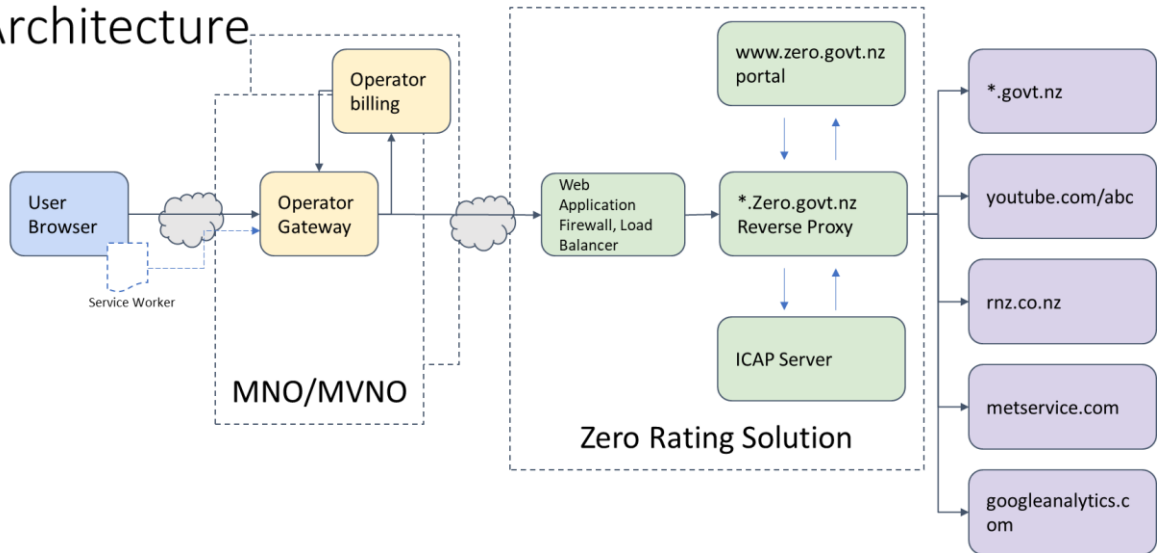 Architecture
Operator
billing
www.zero.govt.nz
portal
*.govt.nz
User
Browser
Operator
Gateway
Web
Application
Firewall, Load
Balancer
*.Zero.govt.nz
Reverse Proxy
youtube.com/abc
Service Worker
rnz.co.nz
ICAP Server
MNO/MVNO
metservice.com
Zero Rating Solution
googleanalytics.c
om